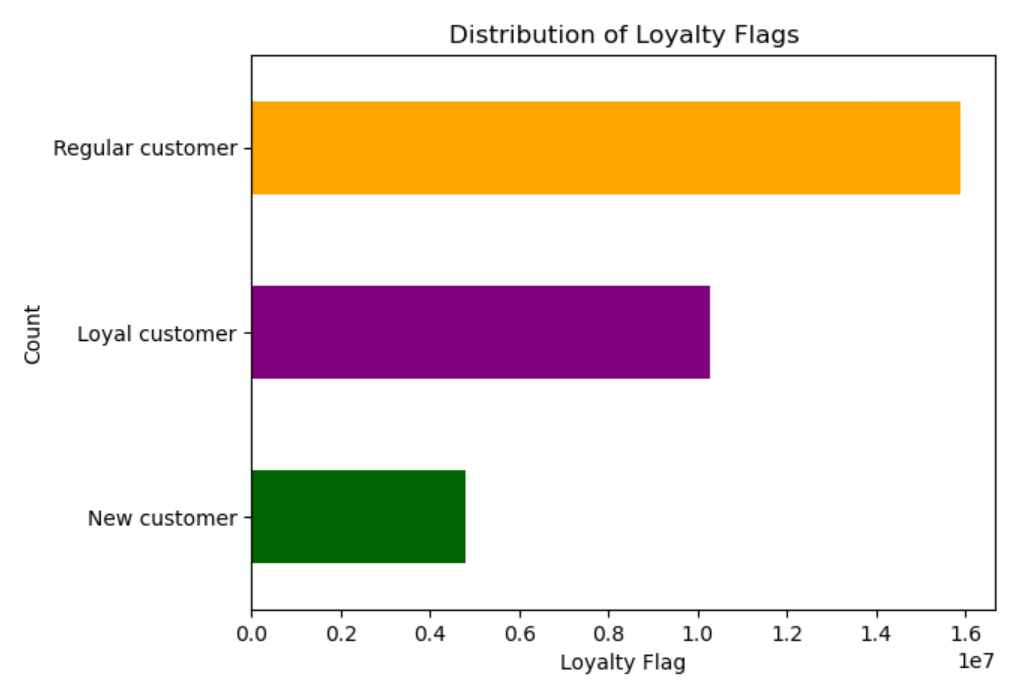 Distribution of Loyalty Flags
Regular customer
Loyal customer
New customer
Count
0.0 0.2 0.4 0.6 0.8 1.0 1.2 1.4 1.6
1e7
Loyalty Flag